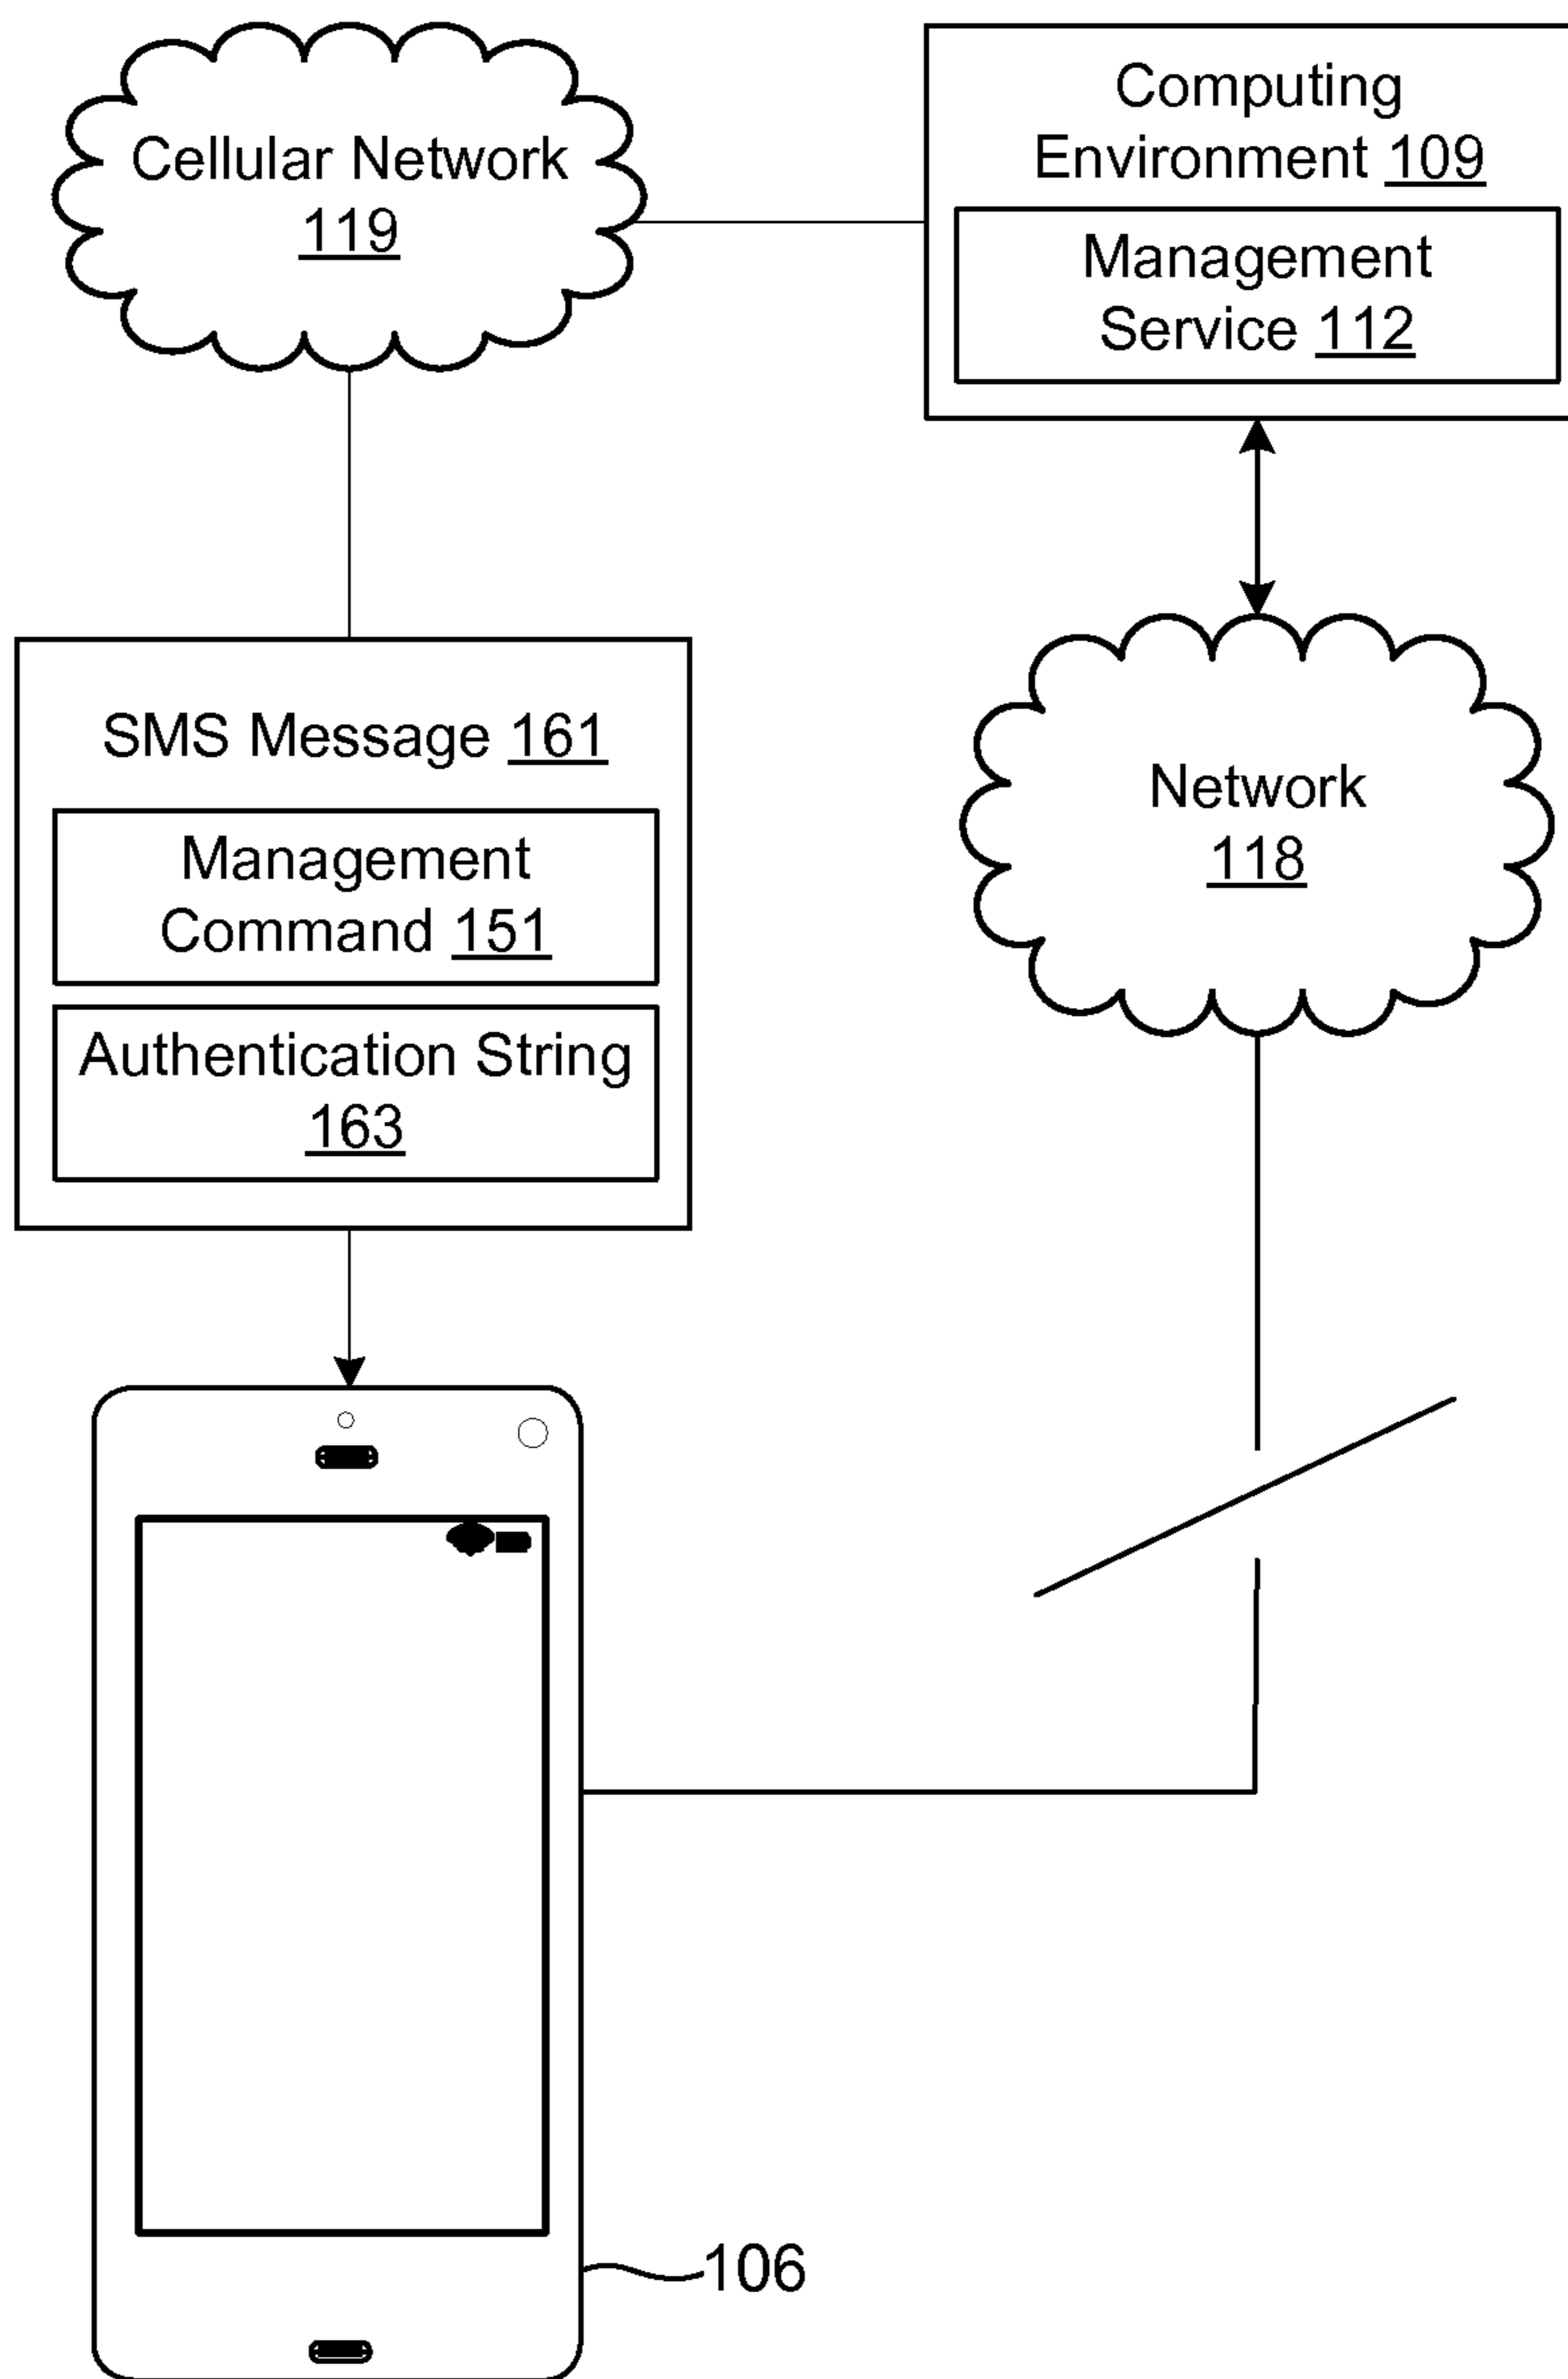 Cellular Network
119
Computing
Environment 109
Management
Service 112
SMS Message 161
Management
Command 151
Authentication String
163
Network
118
106